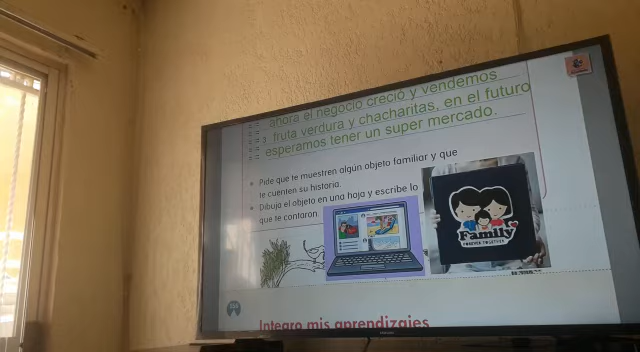 ahora el negocio creció y vendemos
fruta verdura y chacharitas, en el futuro
esperamos tener un super mercado.
Pide que te muestren algún objeto familiar y que
te cuenten su historia.
Dibuja el objeto en una hoja y escribe lo
que te contaron
Family
FOREVER TOGETHER
Integro mis aprendizajes